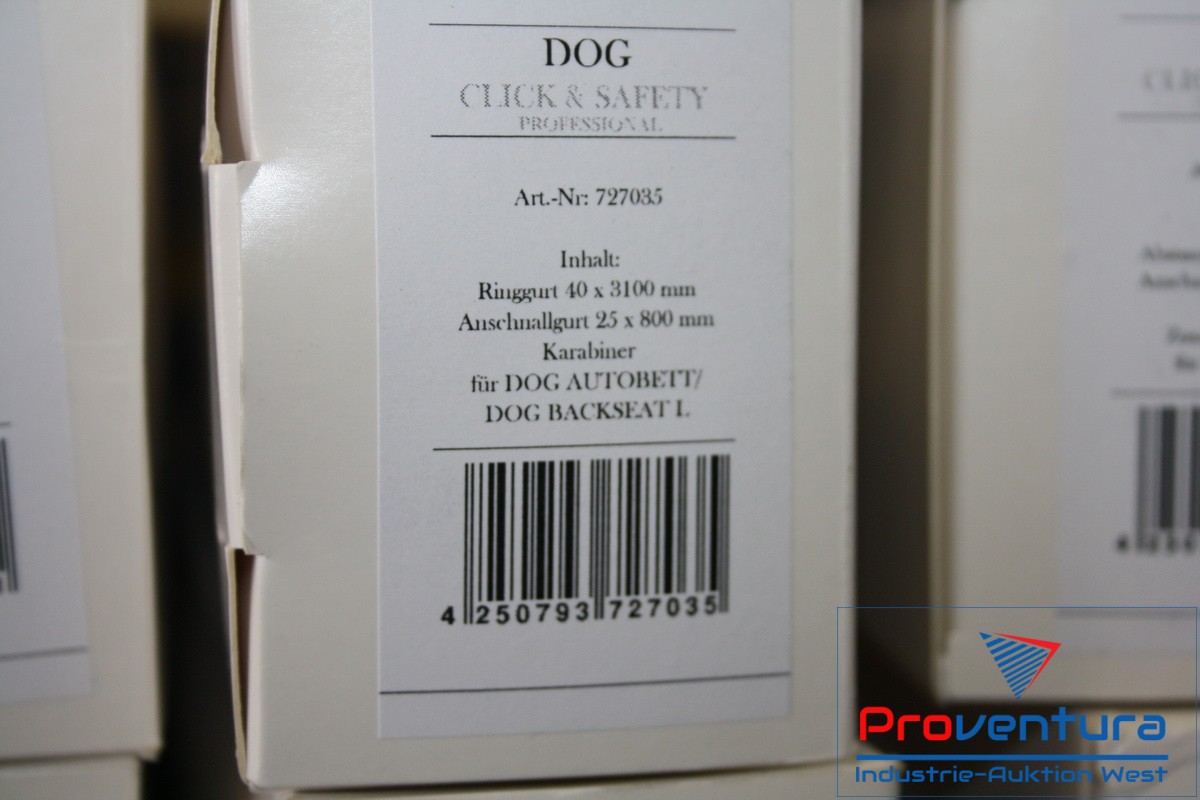 DOG
CLICK & SAFETY
PROFESSIONAL
Art.-Nr: 727035
Inhalt:
Ringgurt 40 x 3100 mm
Anschnallgurt 25 x 800 mm
Karabiner
für DOG AUTOBETT/
DOG BACKSEAT L
4 250793 727035
Proventura
Industrie-Auktion West